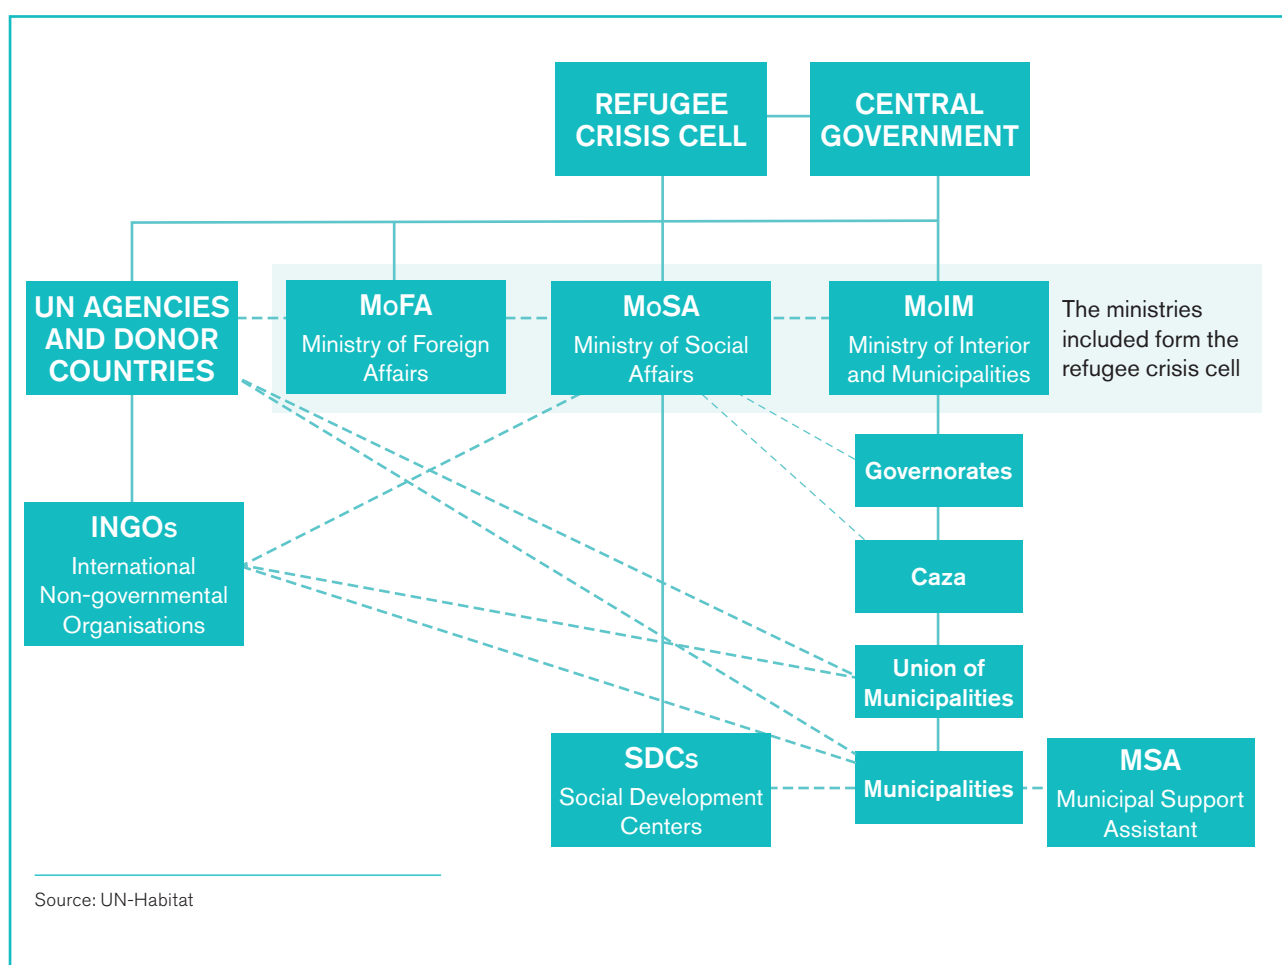 REFUGEE
CRISIS CELL
CENTRAL
GOVERNMENT
UN AGENCIES
AND DONOR
COUNTRIES
MoFA
Ministry of Foreign
Affairs
MoSA
Ministry of Social
Affairs
MoIM
Ministry of Interior
and Municipalities
The ministries
included form the
refugee crisis cell
Governorates
INGOs
International
Non-governmental
Organisations
Caza
Union of
Municipalities
SDCs
Social Development
Centers
Municipalities
MSA
Municipal Support
Assistant
Source: UN-Habitat